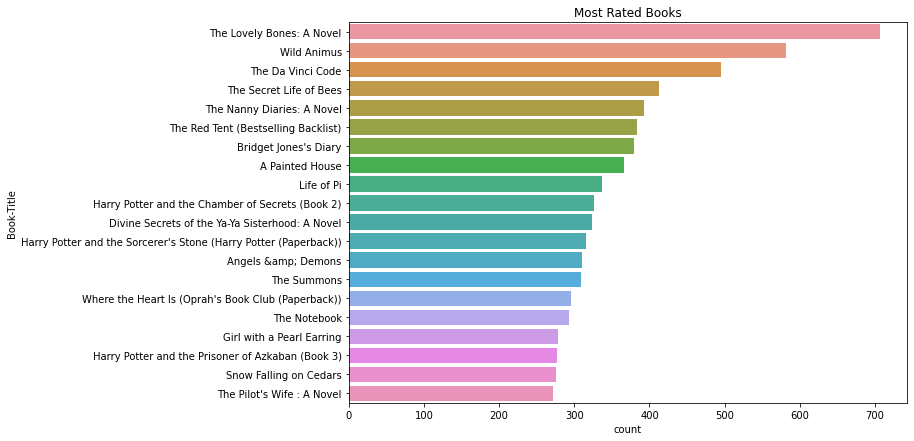 Most Rated Books
The Lovely Bones: A Novel
Wild Animus
The Da Vinci Code
The Secret Life of Bees
The Nanny Diaries: A Novel
The Red Tent (Bestselling Backlist)
Bridget Jones's Diary
A Painted House
Life of Pi
Harry Potter and the Chamber of Secrets (Book 2)
Divine Secrets of the Ya-Ya Sisterhood: A Novel
Harry Potter and the Sorcerer's Stone (Harry Potter (Paperback))
Angels &amp;amp; Demons
The Summons
Where the Heart Is (Oprah's Book Club (Paperback))
The Notebook
Girl with a Pearl Earring
Harry Potter and the Prisoner of Azkaban (Book 3)
Snow Falling on Cedars
The Pilot's Wife : A Novel
Book-Title
0 100 200 300 400 500 600 700
count